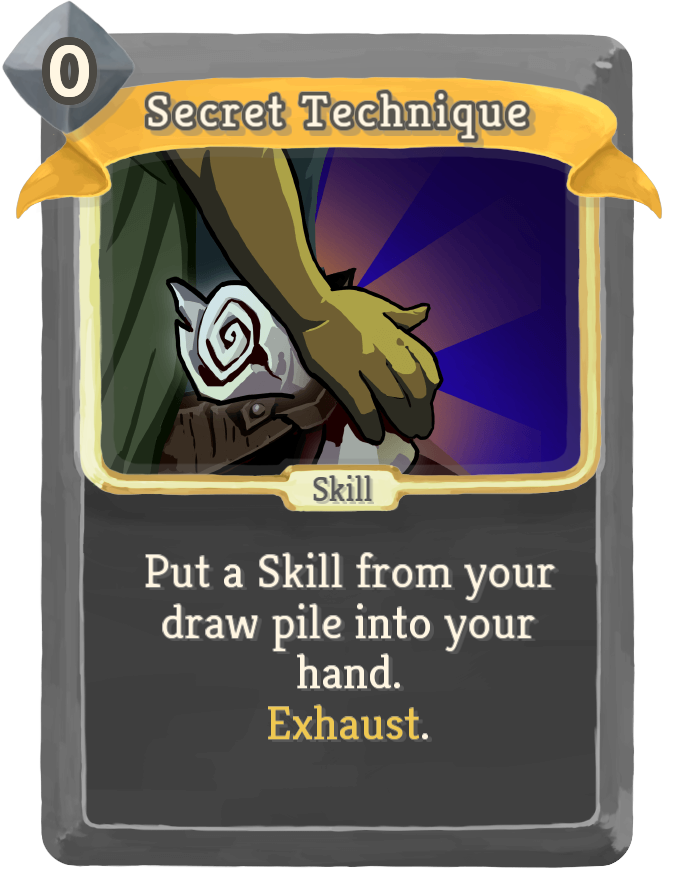 0
Secret Technique
Skill
Put a Skill from your
draw pile into your
hand.
Exhaust.